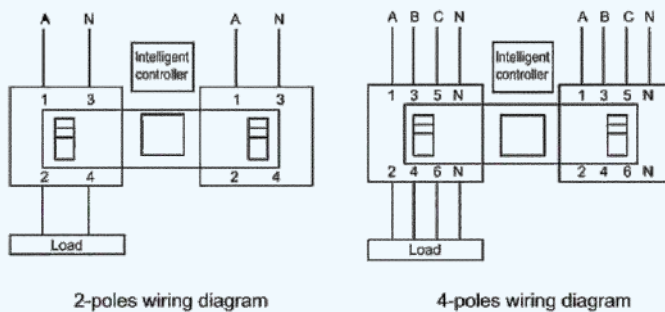 A N A N
Intelligent
controller
1 3 1 3
2 4 2 4
Load
2-poles wiring diagram
A B C N A B C N
Intelligent
controller
1 3 5 N 1 3 5 N
2 4 6 N 2 4 6 N
Load
4-poles wiring diagram